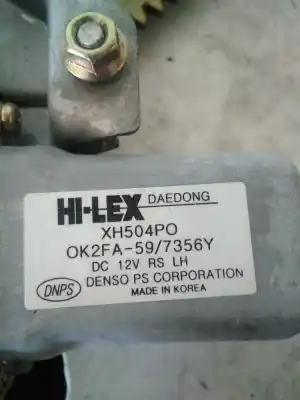 HI-LEX DAEDONG
XH504PO
OK2FA-59/7356Y
DC 12V RS LH
DNPS DENSO PS CORPORATION
MADE IN KOREA